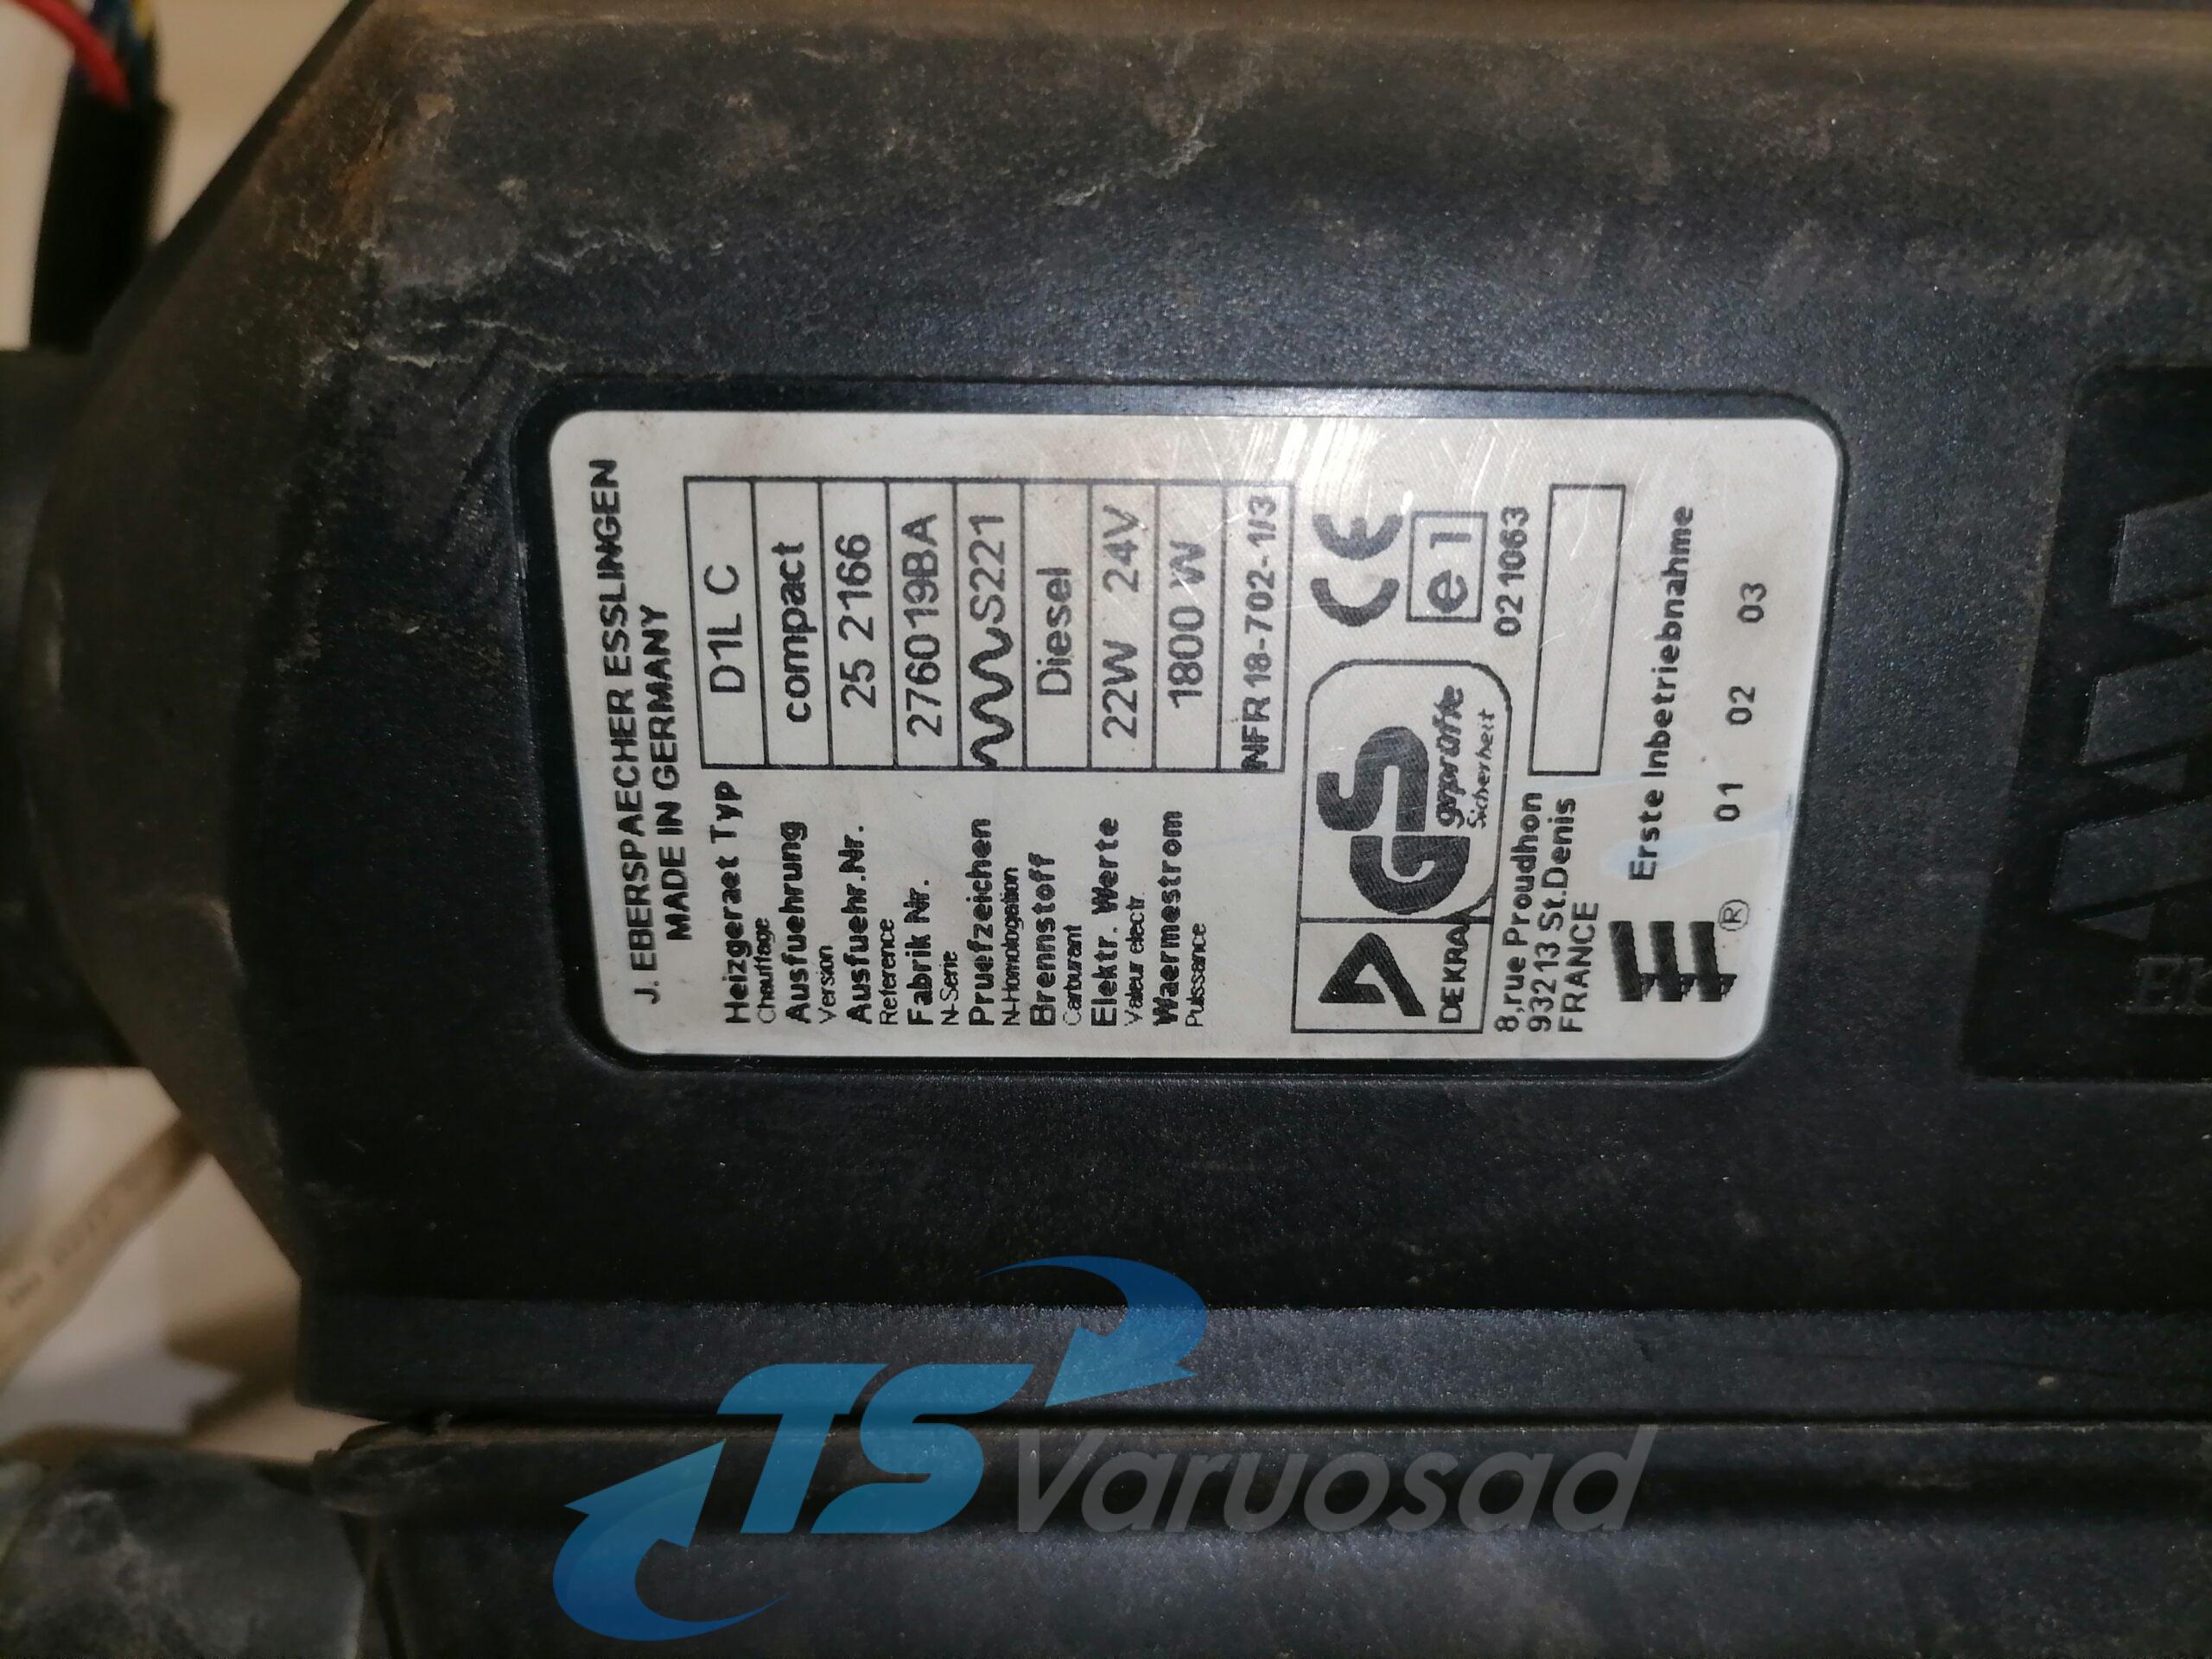 J. EBERSPAECHER ESSLINGEN
MADE IN GERMANY
Heizgeraet Typ D1L C
Chauffage
Ausfuehrung compact
Version
Ausfuehr.Nr. 25 2166
Reference
Fabrik Nr. 276019BA
N-Serie
Pruefzeichen S221
N-Homologation
Brennstoff Diesel
Carburant
Elektr. Werte 22W 24V
Valeur electr.
Waermestrom 1800 W
Puissance
NFR 18-702-1/3
DEKRA
GS
geprüfte
Sicherheit
CE
e1
021063
8,rue Proudhon
93213 St.Denis
FRANCE
Erste Inbetriebnahme
®
01 02 03
TS Varuosad